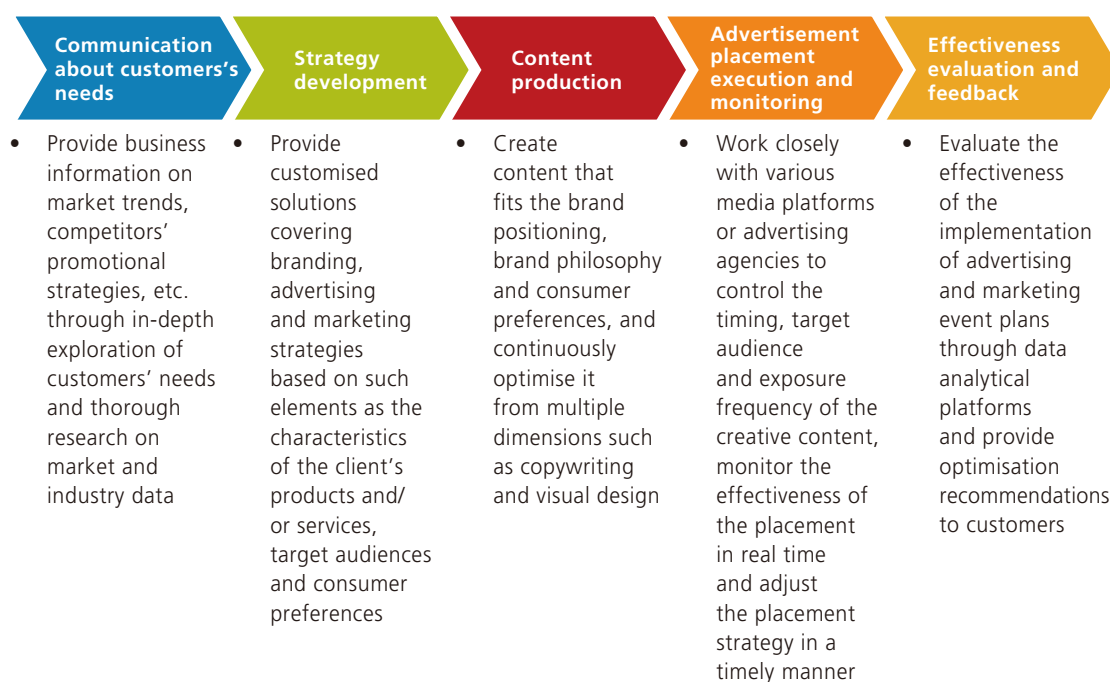 Communication
about customers's
needs
Strategy
development
Content
production
Advertisement
placement
execution and
monitoring
Effectiveness
evaluation and
feedback
• Provide business
information on
market trends,
competitors'
promotional
strategies, etc.
through in-depth
exploration of
customers' needs
and thorough
research on
market and
industry data
• Provide
customised
solutions
covering
branding,
advertising
and marketing
strategies
based on such
elements as the
characteristics
of the client's
products and/
or services,
target audiences
and consumer
preferences
• Create
content that
fits the brand
positioning,
brand philosophy
and consumer
preferences, and
continuously
optimise it
from multiple
dimensions such
as copywriting
and visual design
• Work closely
with various
media platforms
or advertising
agencies to
control the
timing, target
audience
and exposure
frequency of the
creative content,
monitor the
effectiveness of
the placement
in real time
and adjust
the placement
strategy in a
timely manner
• Evaluate the
effectiveness
of the
implementation
of advertising
and marketing
event plans
through data
analytical
platforms
and provide
optimisation
recommendations
to customers